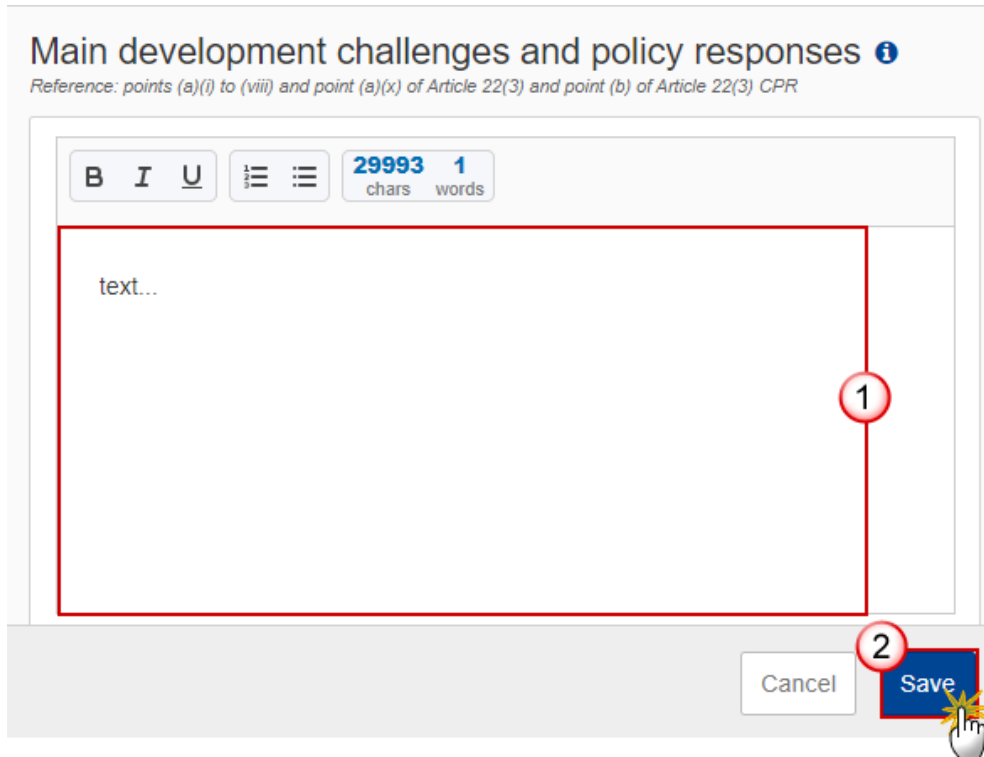 Main development challenges and policy responses
Reference: points (a)(i) to (viii) and point (a)(x) of Article 22(3) and point (b) of Article 22(3) CPR
B I U 29993 1
chars words
text...
1
2
Cancel Save